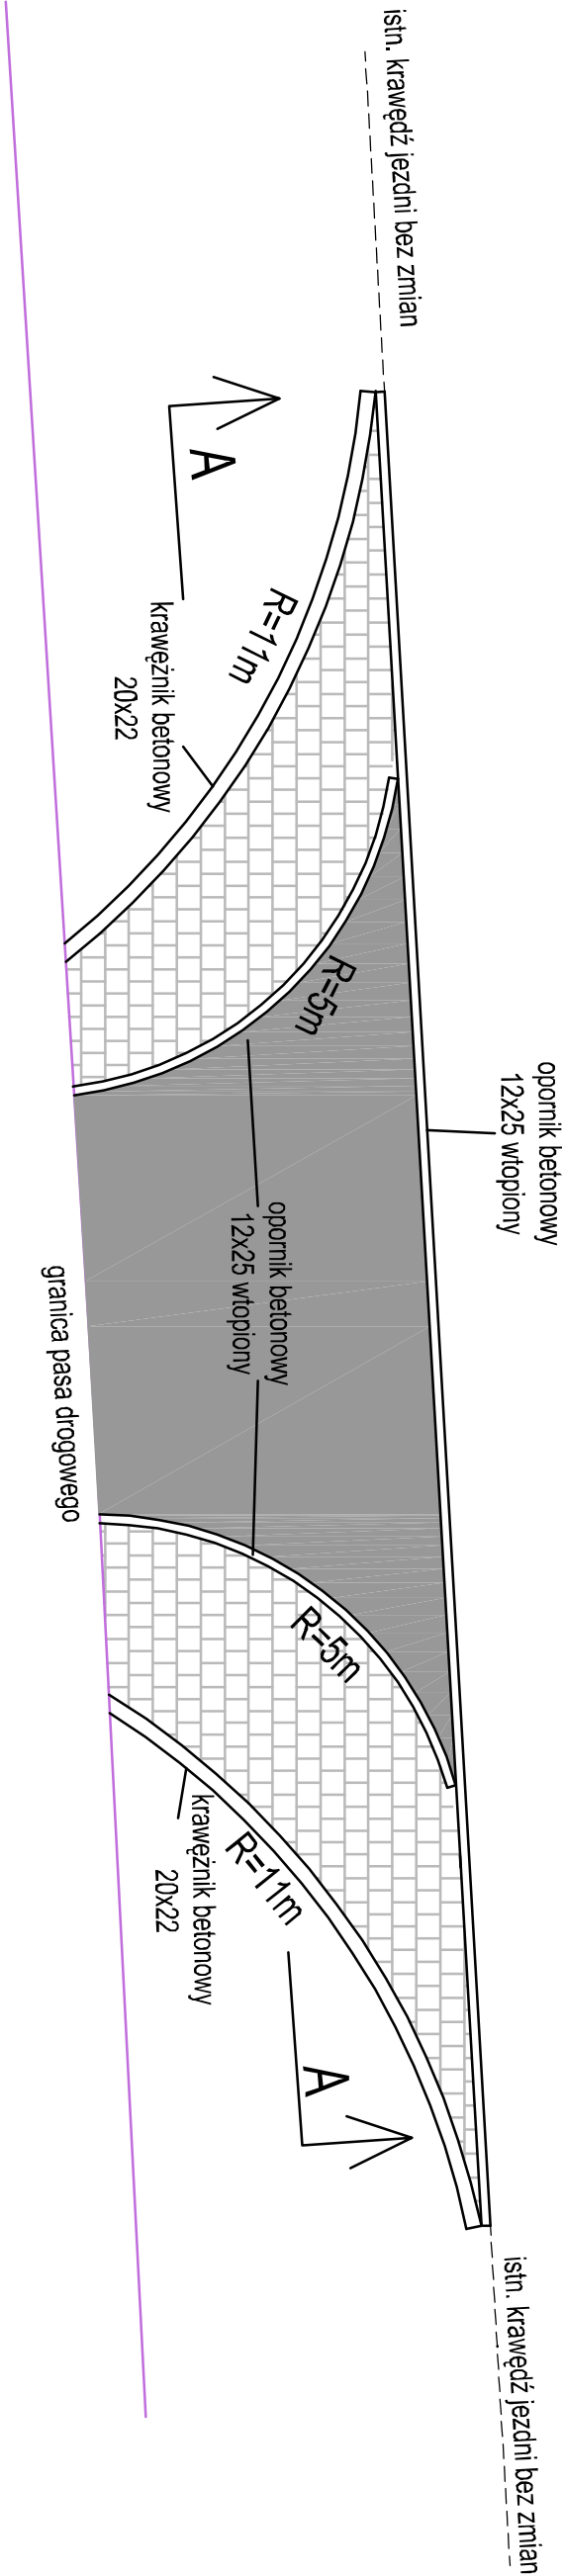 istn. krawędź jezdni bez zmian
A
R=11m
krawężnik betonowy
20x22
R=5m
opornik betonowy
12x25 wtopiony
opornik betonowy
12x25 wtopiony
granica pasa drogowego
R=5m
krawężnik betonowy
20x22
R=11m
A
istn. krawędź jezdni bez zmian